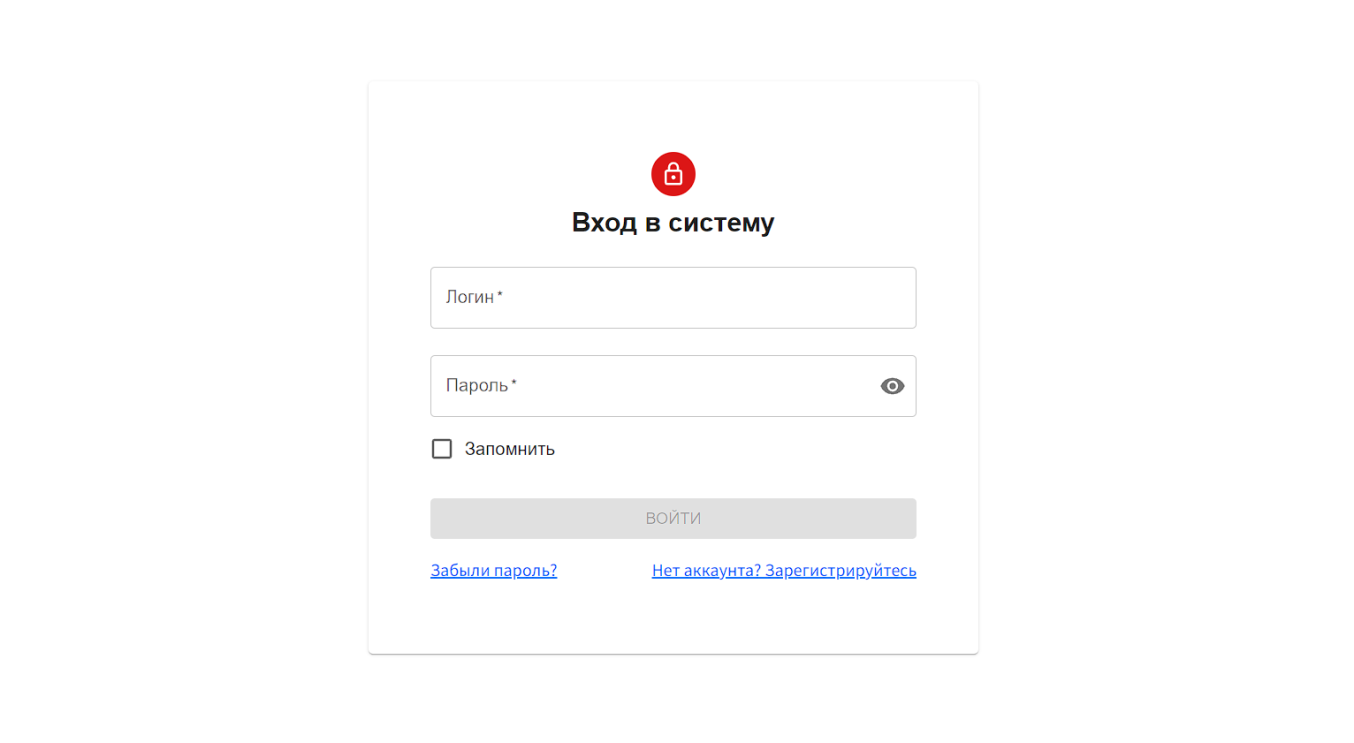 Вход в систему
Логин *
Пароль *
Запомнить
ВОЙТИ
Забыли пароль? Нет аккаунта? Зарегистрируйтесь